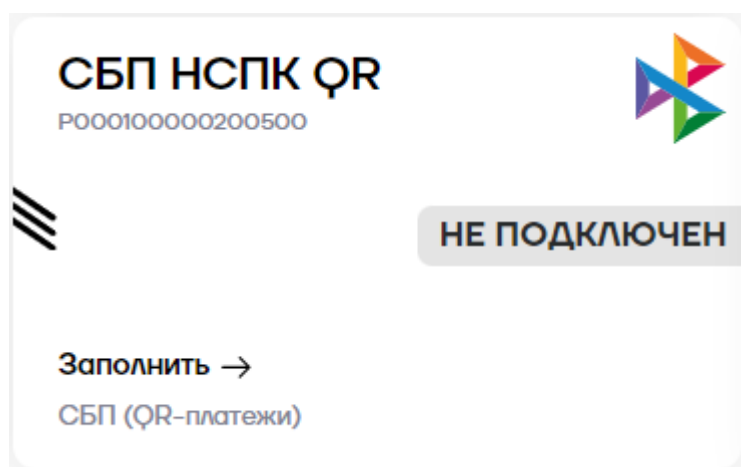 СБП НСПК QR
P000100000200500
НЕ ПОДКЛЮЧЕН
Заполнить →
СБП (QR-платежи)